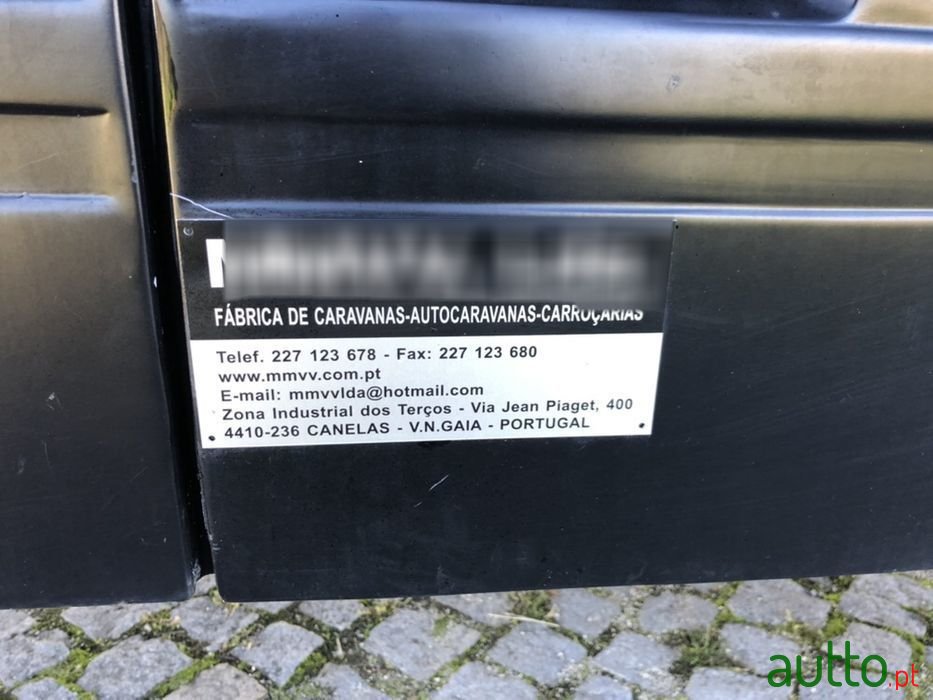 FÁBRICA DE CARAVANAS-AUTOCARAVANAS-CARROÇARIAS
Telef. 227 123 678 - Fax: 227 123 680
www.mmvv.com.pt
E-mail: mmvvlda@hotmail.com
Zona Industrial dos Terços - Via Jean Piaget, 400
4410-236 CANELAS - V.N.GAIA - PORTUGAL
autto.pt